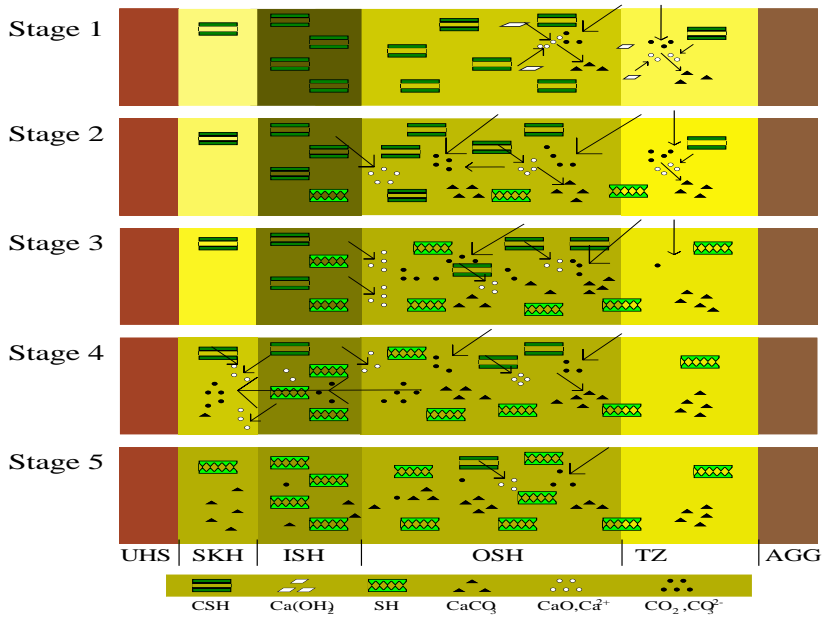 Stage 1
Stage 2
Stage 3
Stage 4
Stage 5
UHS SKH ISH OSH TZ AGG
CSH Ca(OH)₂ SH CaCO₃ CaO,Ca²⁺ CO₂,CO₃²⁻